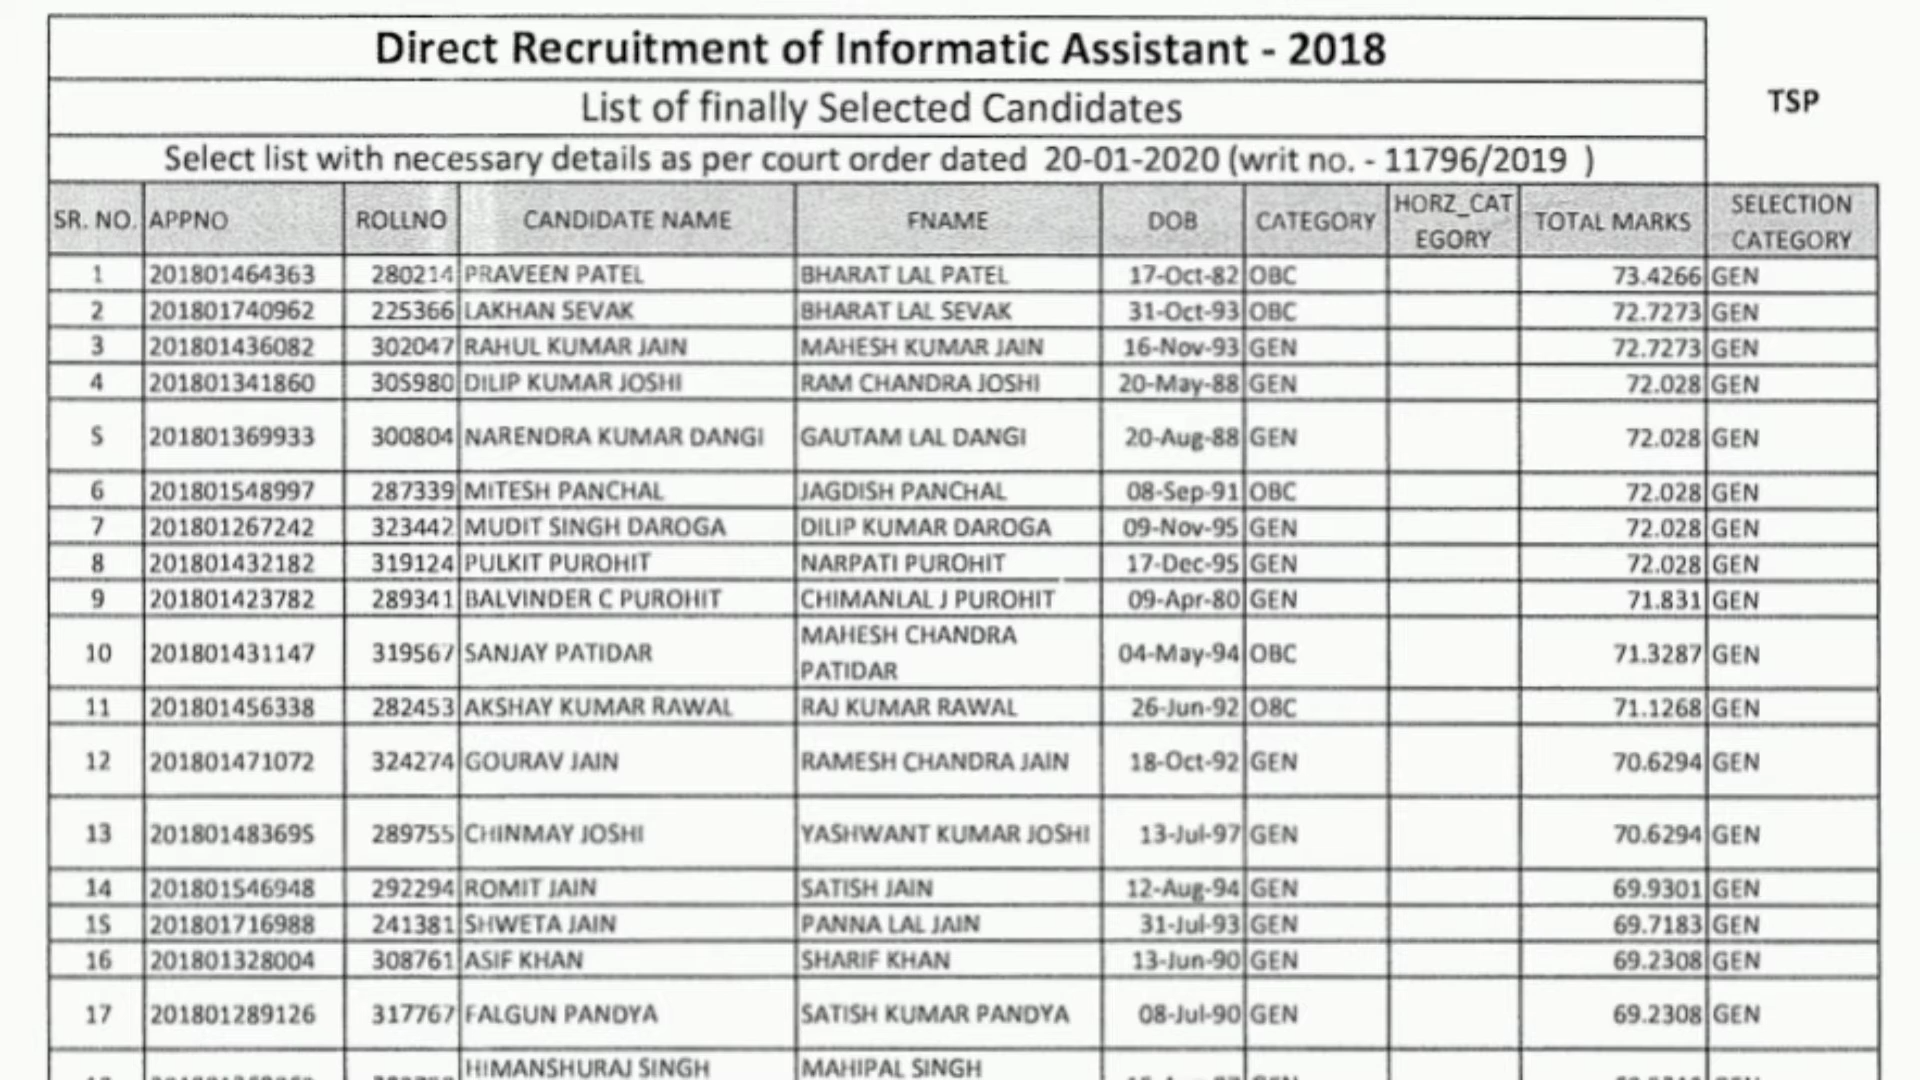 Direct Recruitment of Informatic Assistant - 2018
List of finally Selected Candidates
TSP
Select list with necessary details as per court order dated 20-01-2020 (writ no. - 11796/2019 )
SR. NO. APPNO ROLLNO CANDIDATE NAME FNAME DOB CATEGORY HORZ_CAT EGORY TOTAL MARKS SELECTION CATEGORY
1 201801464363 280214 PRAVEEN PATEL BHARAT LAL PATEL 17-Oct-82 OBC 73.4266 GEN
2 201801740962 225366 LAKHAN SEVAK BHARAT LAL SEVAK 31-Oct-93 OBC 72.7273 GEN
3 201801436082 302047 RAHUL KUMAR JAIN MAHESH KUMAR JAIN 16-Nov-93 GEN 72.7273 GEN
4 201801341860 305980 DILIP KUMAR JOSHI RAM CHANDRA JOSHI 20-May-88 GEN 72.028 GEN
5 201801369933 300804 NARENDRA KUMAR DANGI GAUTAM LAL DANGI 20-Aug-88 GEN 72.028 GEN
6 201801548997 287339 MITESH PANCHAL JAGDISH PANCHAL 08-Sep-91 OBC 72.028 GEN
7 201801267242 323442 MUDIT SINGH DAROGA DILIP KUMAR DAROGA 09-Nov-95 GEN 72.028 GEN
8 201801432182 319124 PULKIT PUROHIT NARPATI PUROHIT 17-Dec-95 GEN 72.028 GEN
9 201801423782 289341 BALVINDER C PUROHIT CHIMANLAL J PUROHIT 09-Apr-80 GEN 71.831 GEN
10 201801431147 319567 SANJAY PATIDAR MAHESH CHANDRA PATIDAR 04-May-94 OBC 71.3287 GEN
11 201801456338 282453 AKSHAY KUMAR RAWAL RAJ KUMAR RAWAL 26-Jun-92 OBC 71.1268 GEN
12 201801471072 324274 GOURAV JAIN RAMESH CHANDRA JAIN 18-Oct-92 GEN 70.6294 GEN
13 201801483695 289755 CHINMAY JOSHI YASHWANT KUMAR JOSHI 13-Jul-97 GEN 70.6294 GEN
14 201801546948 292294 ROMIT JAIN SATISH JAIN 12-Aug-94 GEN 69.9301 GEN
15 201801716988 241381 SHWETA JAIN PANNA LAL JAIN 31-Jul-93 GEN 69.7183 GEN
16 201801328004 308761 ASIF KHAN SHARIF KHAN 13-Jun-90 GEN 69.2308 GEN
17 201801289126 317767 FALGUN PANDYA SATISH KUMAR PANDYA 08-Jul-90 GEN 69.2308 GEN
HIMANSHURAJ SINGH MAHIPAL SINGH